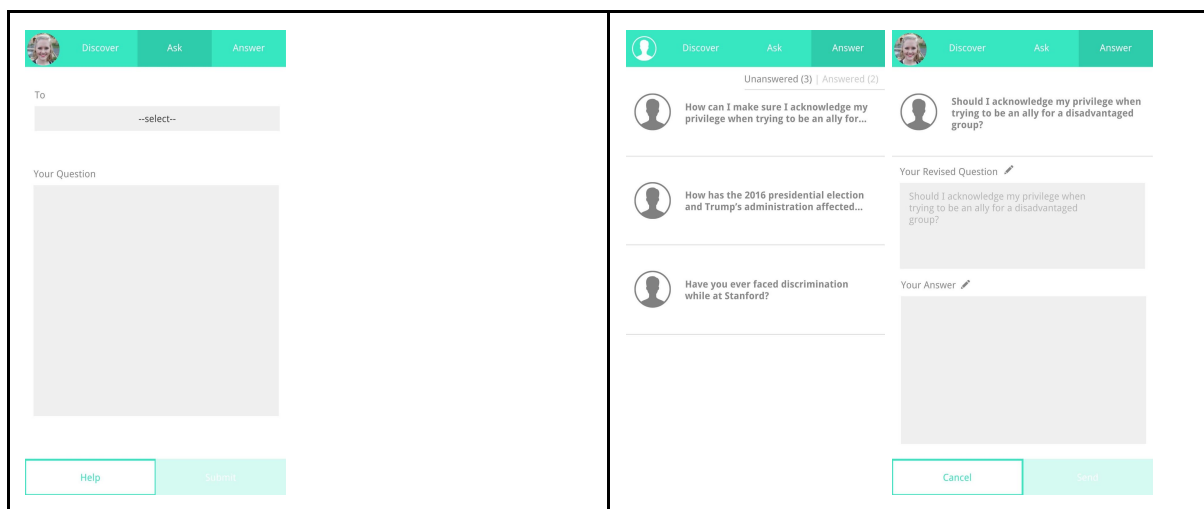 Discover Ask Answer
To
--select--
Your Question
Help Submit
Discover Ask Answer
Unanswered (3) | Answered (2)
How can I make sure I acknowledge my
privilege when trying to be an ally for...
How has the 2016 presidential election
and Trump's administration affected...
Have you ever faced discrimination
while at Stanford?
Discover Ask Answer
Should I acknowledge my privilege when
trying to be an ally for a disadvantaged
group?
Your Revised Question
Should I acknowledge my privilege when
trying to be an ally for a disadvantaged
group?
Your Answer
Cancel Send